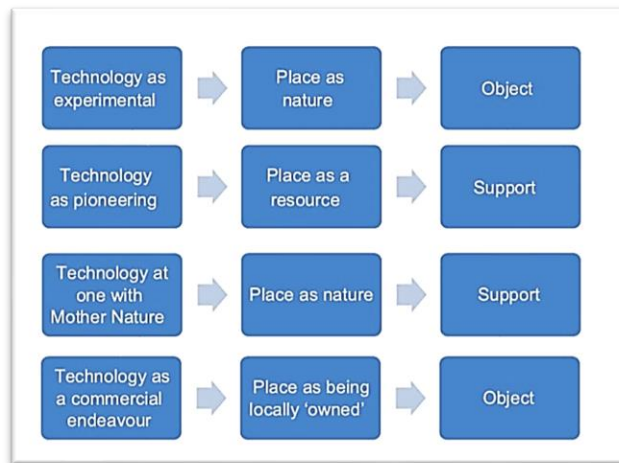 Technology as
experimental
Place as
nature
Object
Technology
as pioneering
Place as a
resource
Support
Technology at
one with
Mother Nature
Place as nature
Support
Technology as
a commercial
endeavour
Place as being
locally ‘owned’
Object